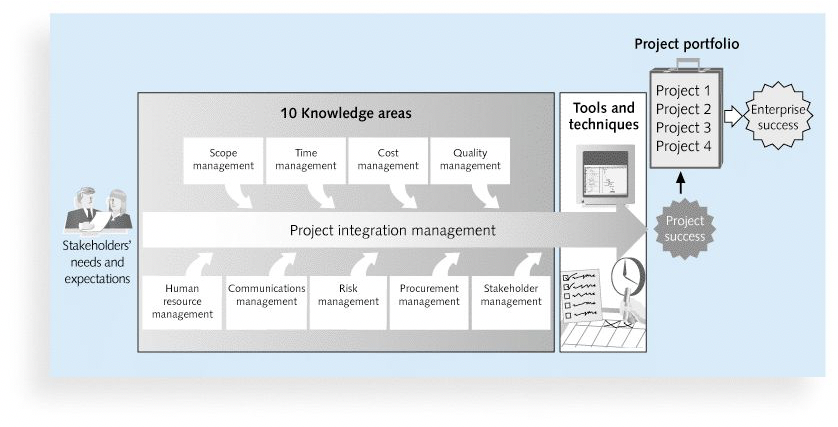 Project portfolio
Project 1
Project 2
Project 3
Project 4
Enterprise
success
10 Knowledge areas
Tools and
techniques
Scope
management
Time
management
Cost
management
Quality
management
Stakeholders'
needs and
expectations
Project integration management
Project
success
Human
resource
management
Communications
management
Risk
management
Procurement
management
Stakeholder
management